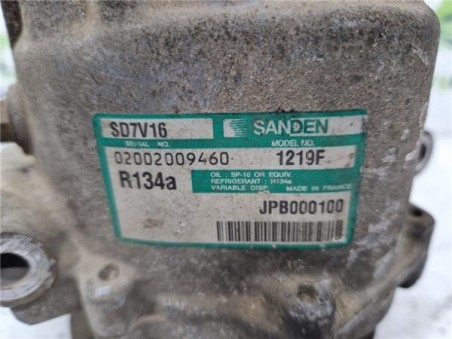 SD7V16 SANDEN
SERIAL NO. MODEL NO.
02002009460 1219F
R134a
OIL : SP-10 OR EQUIV.
REFRIGERANT : R134a
VARIABLE DISP. MADE IN FRANCE
JPB000100